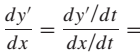 dy′/dx = (dy′/dt)/(dx/dt) =